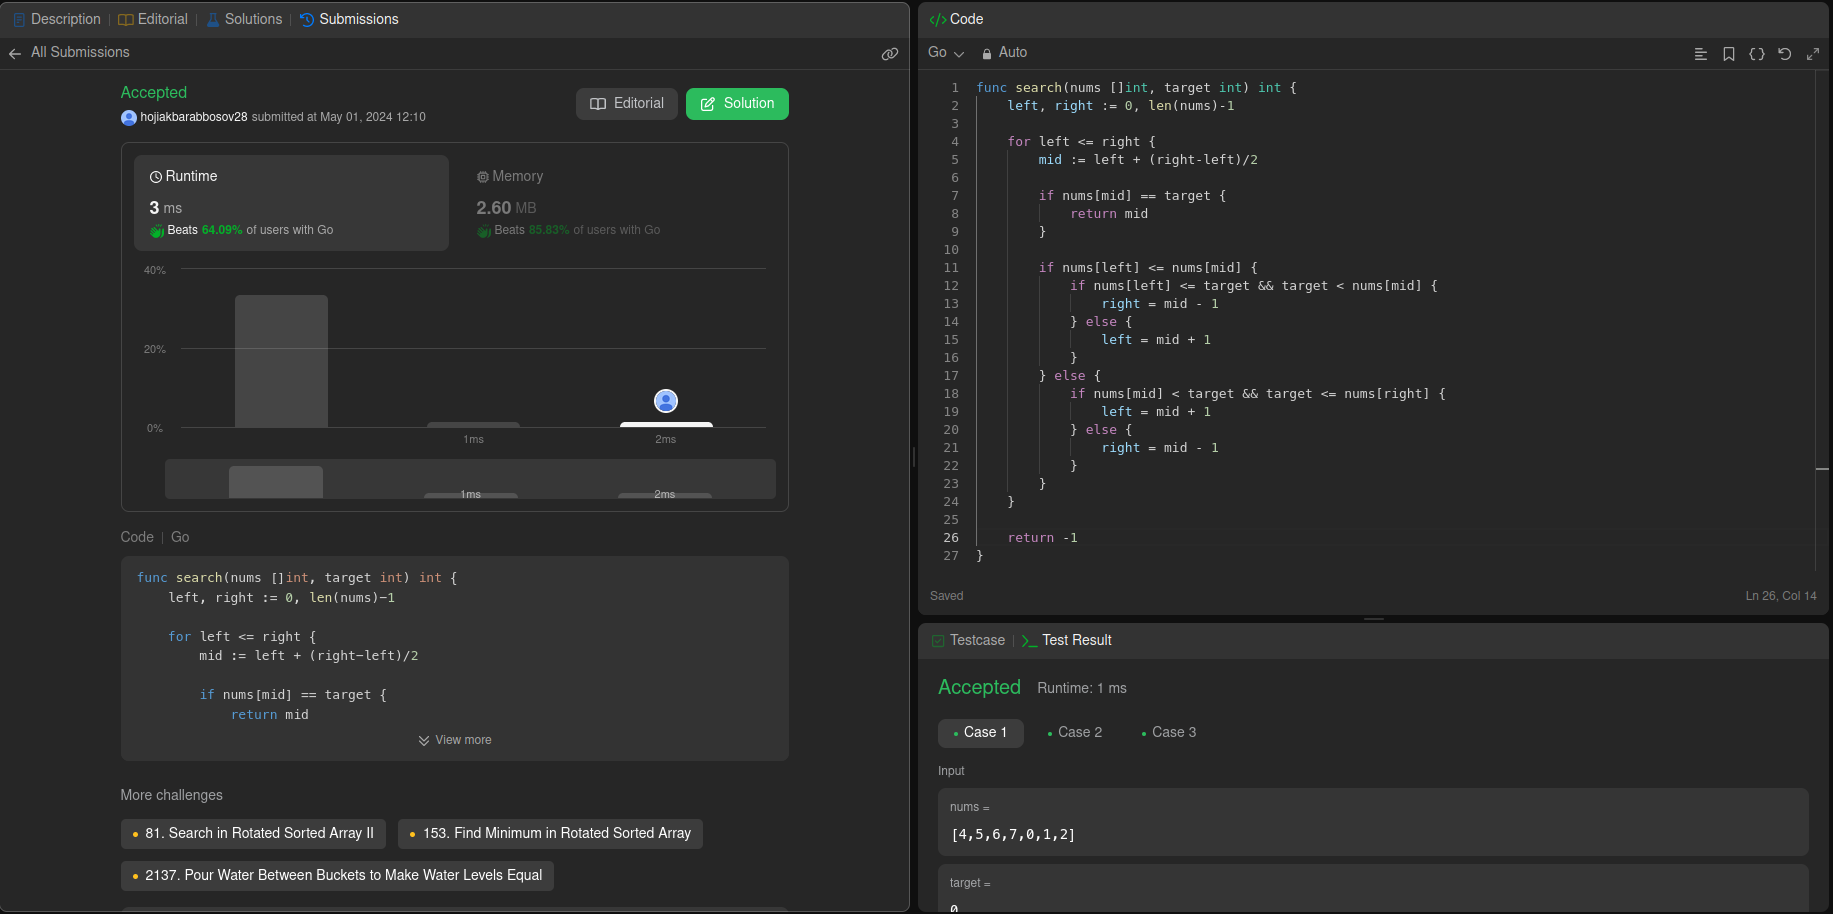 Description | Editorial | Solutions | Submissions
All Submissions
Accepted
hojiakbarabbosov28 submitted at May 01, 2024 12:10
Editorial
Solution
Runtime
3 ms
Beats 64.09% of users with Go
Memory
2.60 MB
Beats 85.83% of users with Go
40%
20%
0%
1ms
2ms
1ms
2ms
Code | Go
func search(nums []int, target int) int {
    left, right := 0, len(nums)-1

    for left <= right {
        mid := left + (right-left)/2

        if nums[mid] == target {
            return mid
View more
More challenges
81. Search in Rotated Sorted Array II
153. Find Minimum in Rotated Sorted Array
2137. Pour Water Between Buckets to Make Water Levels Equal
</> Code
Go
Auto
1 func search(nums []int, target int) int {
2     left, right := 0, len(nums)-1
3
4     for left <= right {
5         mid := left + (right-left)/2
6
7         if nums[mid] == target {
8             return mid
9         }
10
11         if nums[left] <= nums[mid] {
12             if nums[left] <= target && target < nums[mid] {
13                 right = mid - 1
14             } else {
15                 left = mid + 1
16             }
17         } else {
18             if nums[mid] < target && target <= nums[right] {
19                 left = mid + 1
20             } else {
21                 right = mid - 1
22             }
23         }
24     }
25
26     return -1
27 }
Saved
Ln 26, Col 14
Testcase | Test Result
Accepted
Runtime: 1 ms
Case 1
Case 2
Case 3
Input
nums =
[4,5,6,7,0,1,2]
target =
0